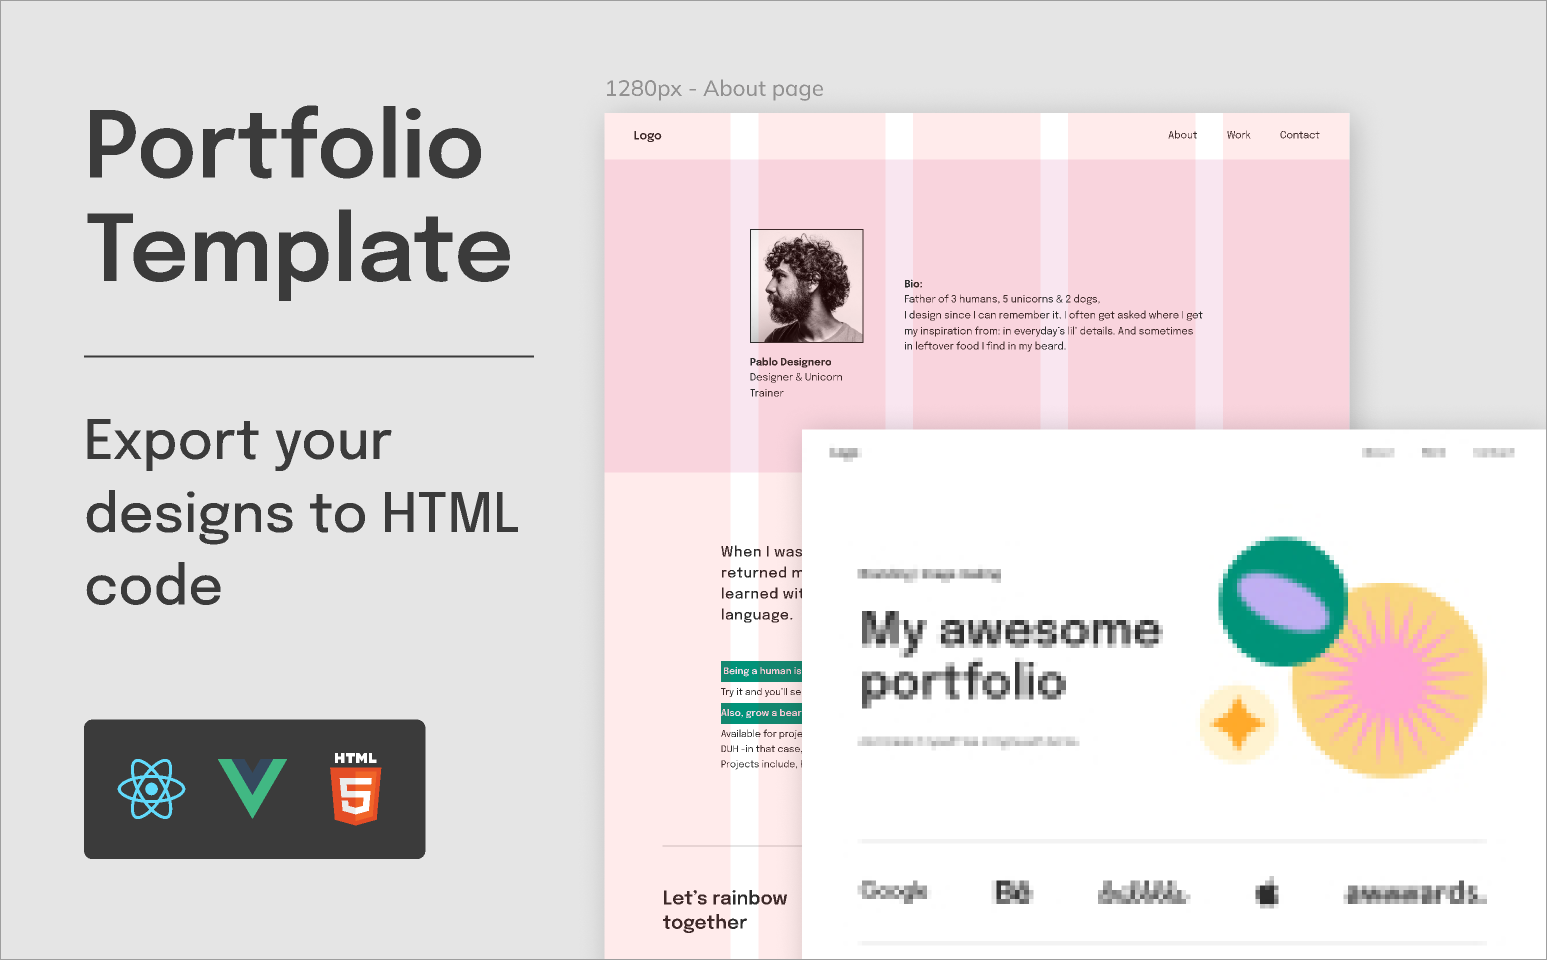 Portfolio
Template
Export your
designs to HTML
code
HTML
5
1280px - About page
Logo
About
Work
Contact
Bio:
Father of 3 humans, 5 unicorns & 2 dogs,
I design since I can remember it. I often get asked where I get
my inspiration from: in everyday's lil' details. And sometimes
in leftover food I find in my beard.
Pablo Designero
Designer & Unicorn
Trainer
When I was
returned m
learned wit
language.
Being a human is
Try it and you'll se
Also, grow a bear
Available for proje
DUH -in that case,
Projects include,
Let's rainbow
together
Logo
About
Work
Contact
My awesome
portfolio
Google
Bē
awwwards.